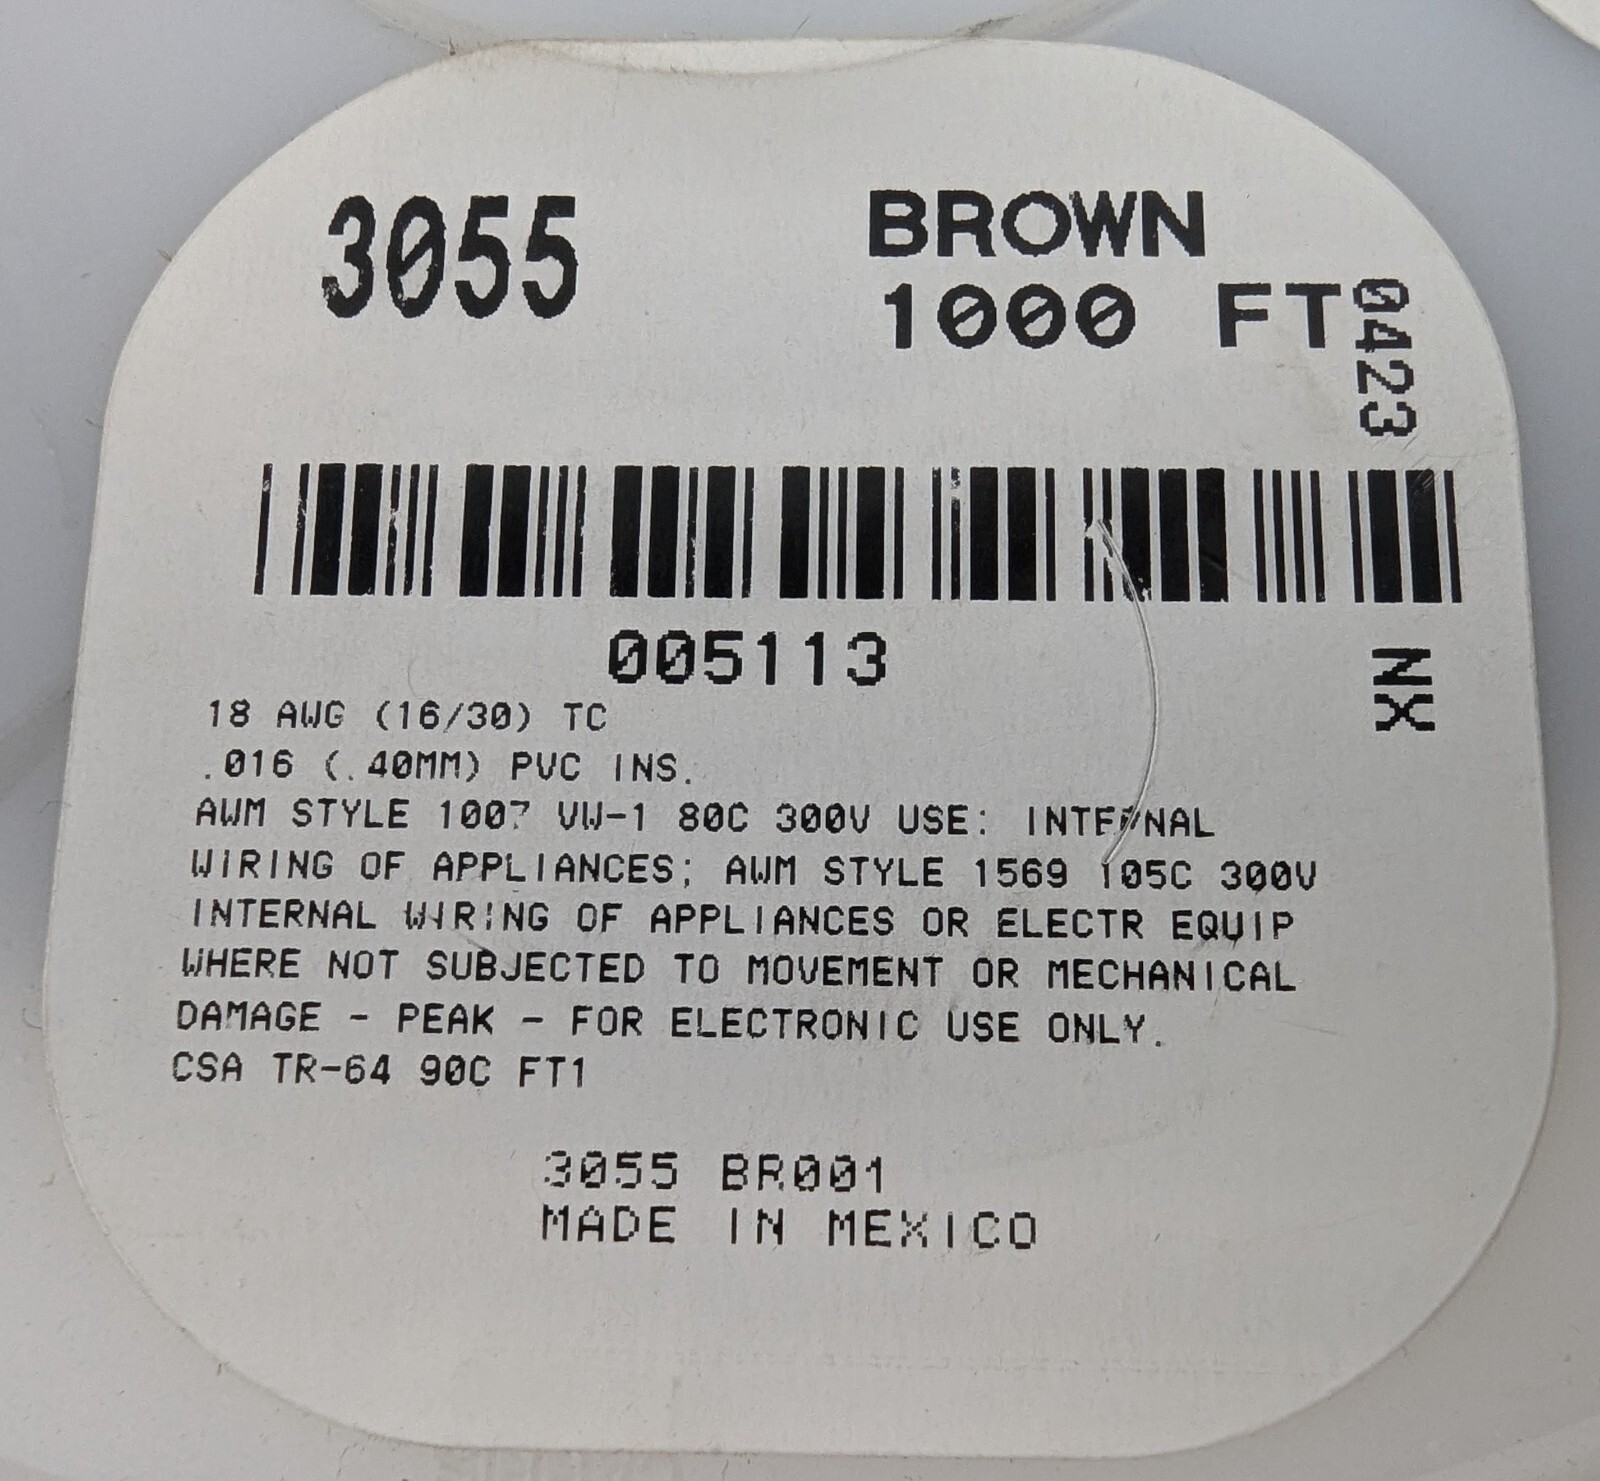 3055
BROWN
1000 FT
0423
005113
NX
18 AWG (16/30) TC
.016 (.40MM) PVC INS.
AWM STYLE 1007 VW-1 80C 300V USE: INTERNAL
WIRING OF APPLIANCES; AWM STYLE 1569 105C 300V
INTERNAL WIRING OF APPLIANCES OR ELECTR EQUIP
WHERE NOT SUBJECTED TO MOVEMENT OR MECHANICAL
DAMAGE - PEAK - FOR ELECTRONIC USE ONLY.
CSA TR-64 90C FT1
3055 BR001
MADE IN MEXICO